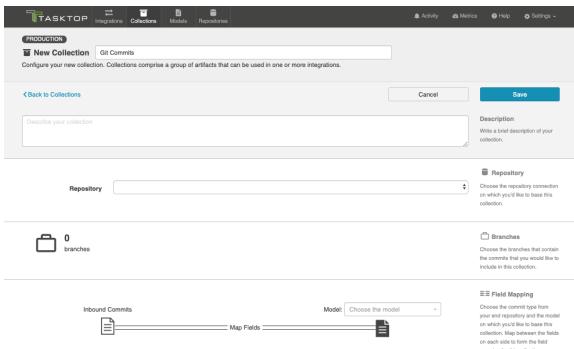 TASKTOP
Integrations
Collections
Models
Repositories
Activity
Metrics
Help
Settings
PRODUCTION
New Collection
Git Commits
Configure your new collection. Collections comprise a group of artifacts that can be used in one or more integrations.
Back to Collections
Cancel
Save
Describe your collection
Description
Write a brief description of your
collection.
Repository
Repository
Choose the repository connection
on which you'd like to base this
collection.
0
branches
Branches
Choose the branches that contain
the commits that you would like to
include in this collection.
Inbound Commits
Map Fields
Model:
Choose the model
Field Mapping
Choose the commit type from
your end repository and the model
on which you'd like to base this
collection. Map between the fields
on each side to form the field